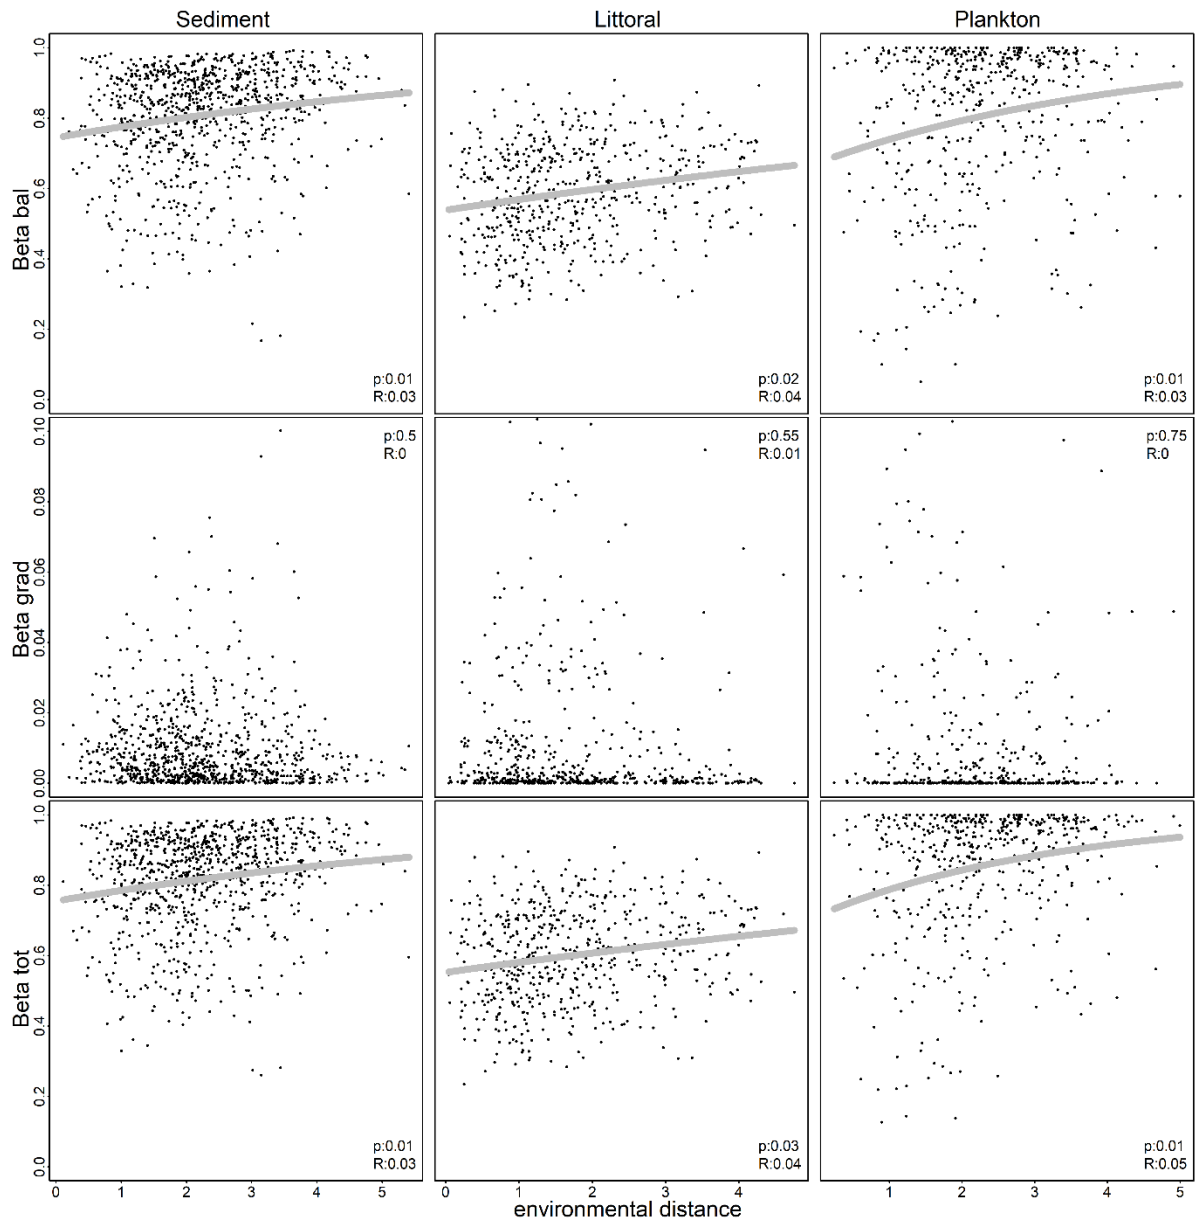 Sediment Littoral Plankton
Beta bal
1.0
0.8
0.6
0.4
0.2
0.0
p:0.01
R:0.03
p:0.02
R:0.04
p:0.01
R:0.03
Beta grad
0.10
0.08
0.06
0.04
0.02
0.00
p:0.5
R:0
p:0.55
R:0.01
p:0.75
R:0
Beta tot
1.0
0.8
0.6
0.4
0.2
0.0
p:0.01
R:0.03
p:0.03
R:0.04
p:0.01
R:0.05
0 1 2 3 4 5 0 1 2 3 4 1 2 3 4 5
environmental distance